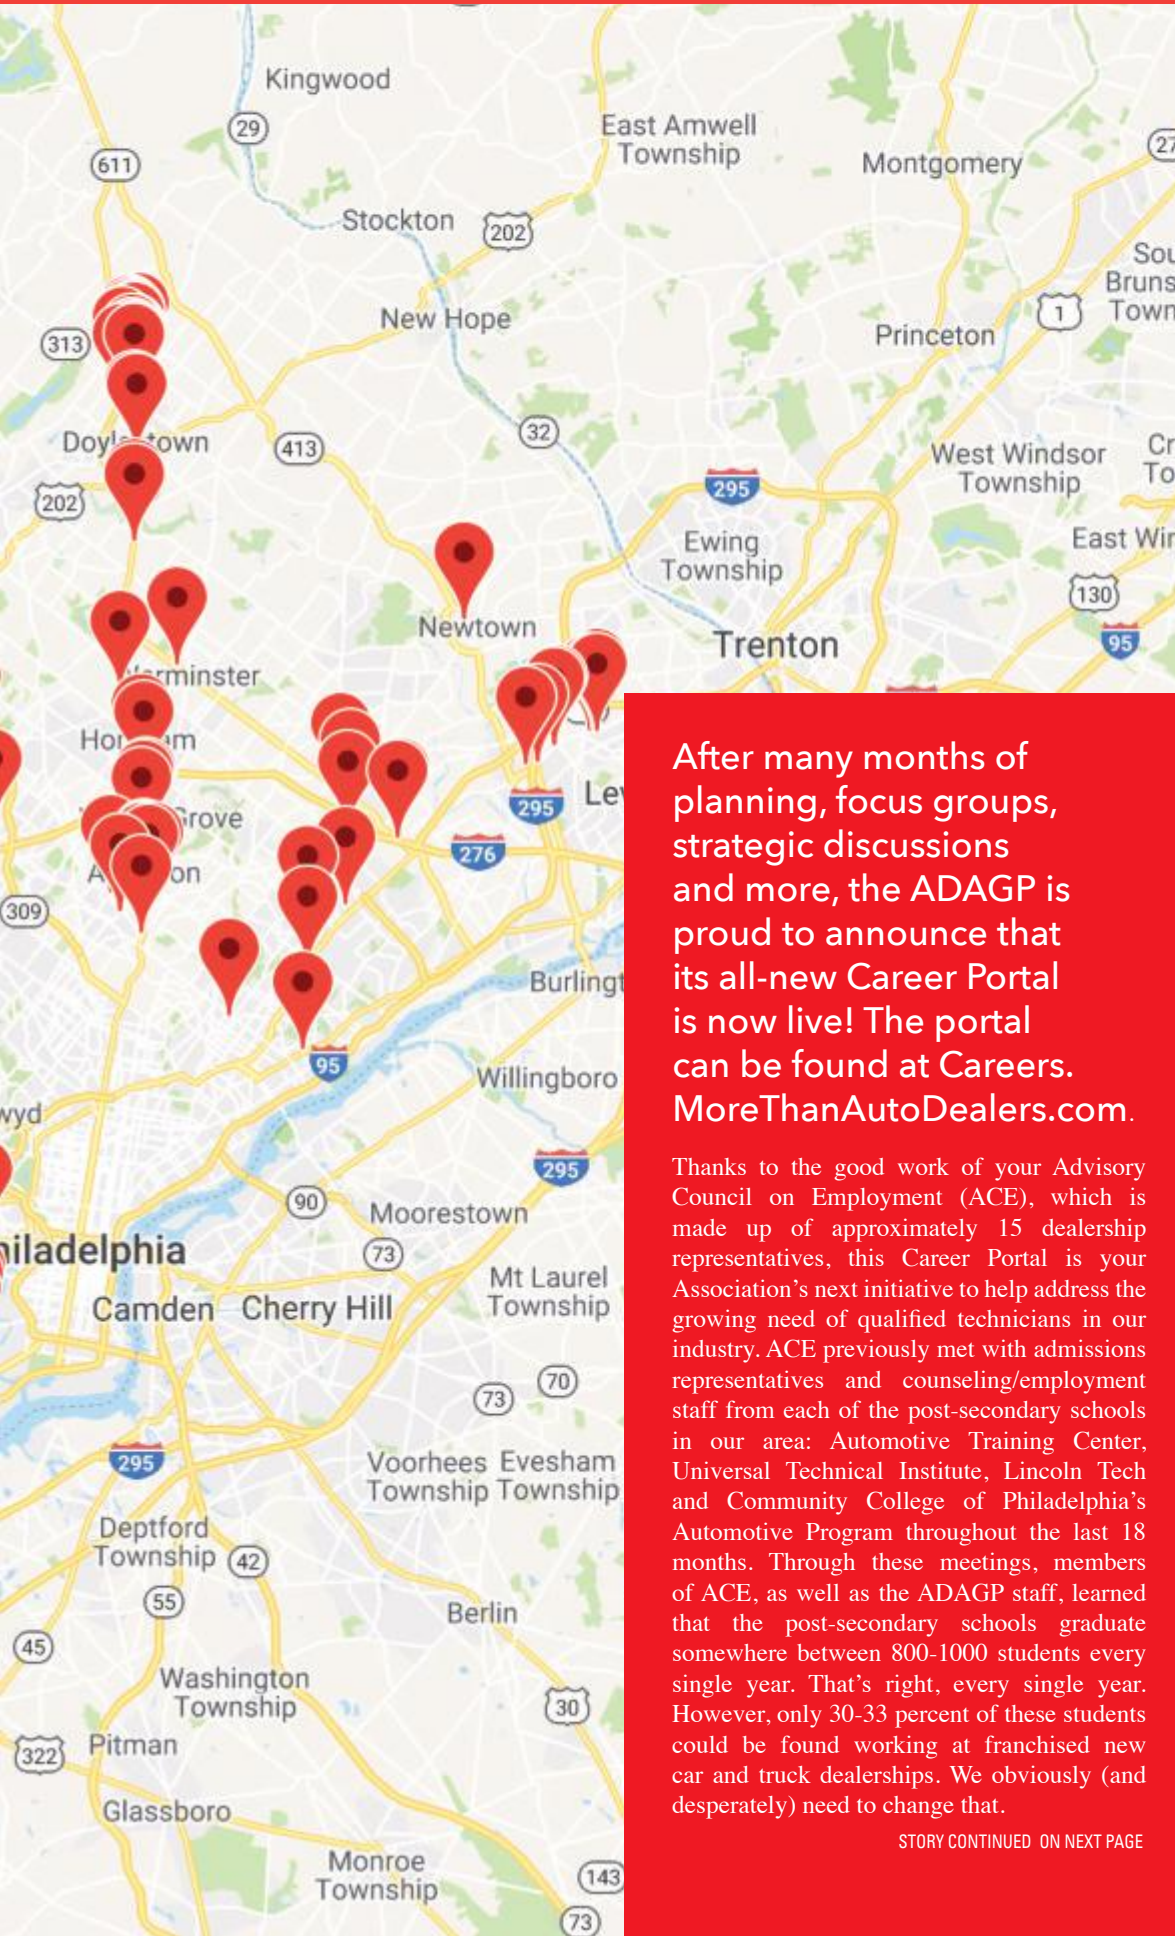 Kingwood
29
East Amwell
Township
611
Montgomery
27
Stockton
202
New Hope
1
Princeton
313
32
413
202
West Windsor
Township
295
Ewing
Township
130
Newtown
Trenton
95
295
276
309
95
Willingboro
295
90
Moorestown
73
Mt Laurel
Township
Camden
Cherry Hill
70
73
295
Voorhees
Township
Evesham
Township
Deptford
Township
42
55
Berlin
45
Washington
Township
30
322
Pitman
Glassboro
Monroe
Township
143
73
After many months of
planning, focus groups,
strategic discussions
and more, the ADAGP is
proud to announce that
its all-new Career Portal
is now live! The portal
can be found at Careers.
MoreThanAutoDealers.com.
Thanks to the good work of your Advisory
Council on Employment (ACE), which is
made up of approximately 15 dealership
representatives, this Career Portal is your
Association’s next initiative to help address the
growing need of qualified technicians in our
industry. ACE previously met with admissions
representatives and counseling/employment
staff from each of the post-secondary schools
in our area: Automotive Training Center,
Universal Technical Institute, Lincoln Tech
and Community College of Philadelphia’s
Automotive Program throughout the last 18
months. Through these meetings, members
of ACE, as well as the ADAGP staff, learned
that the post-secondary schools graduate
somewhere between 800-1000 students every
single year. That’s right, every single year.
However, only 30-33 percent of these students
could be found working at franchised new
car and truck dealerships. We obviously (and
desperately) need to change that.
STORY CONTINUED ON NEXT PAGE